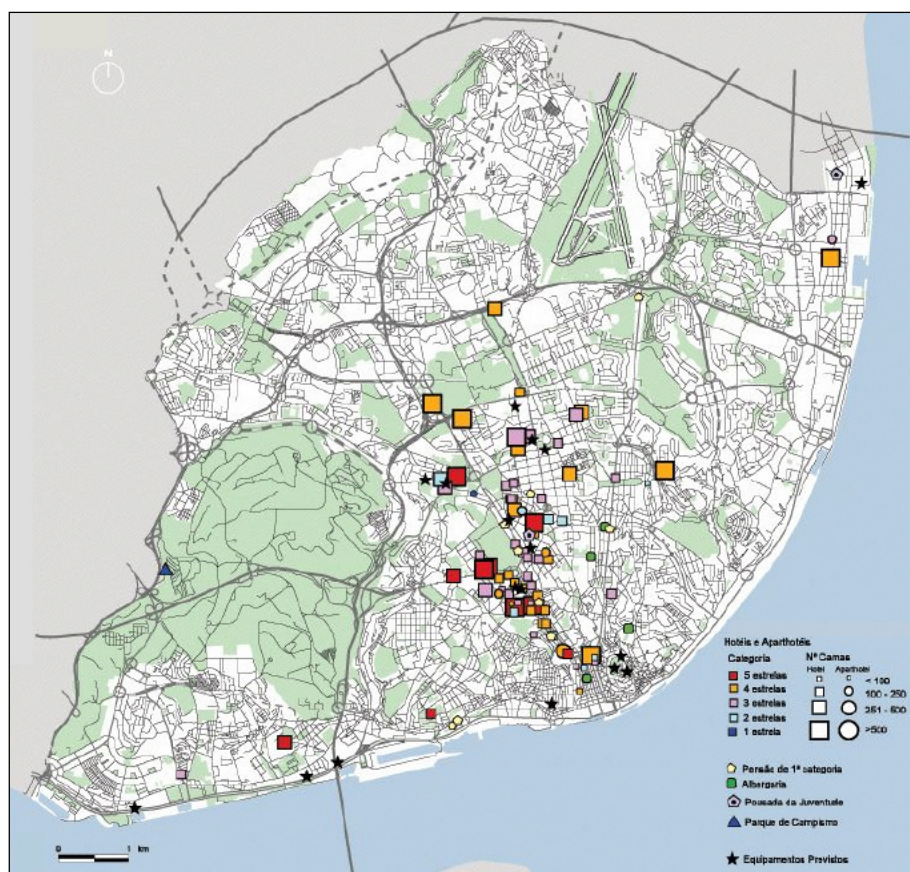 N
Hotéis e Aparthotéis
Categoria
Nº Camas
Hotel Aparthotel
5 estrelas
4 estrelas
3 estrelas
2 estrelas
1 estrela
< 100
100 - 250
251 - 500
>500
Pensão de 1ª categoria
Albergaria
Pousada da Juventude
Parque de Campismo
Equipamentos Previstos
0 1 km